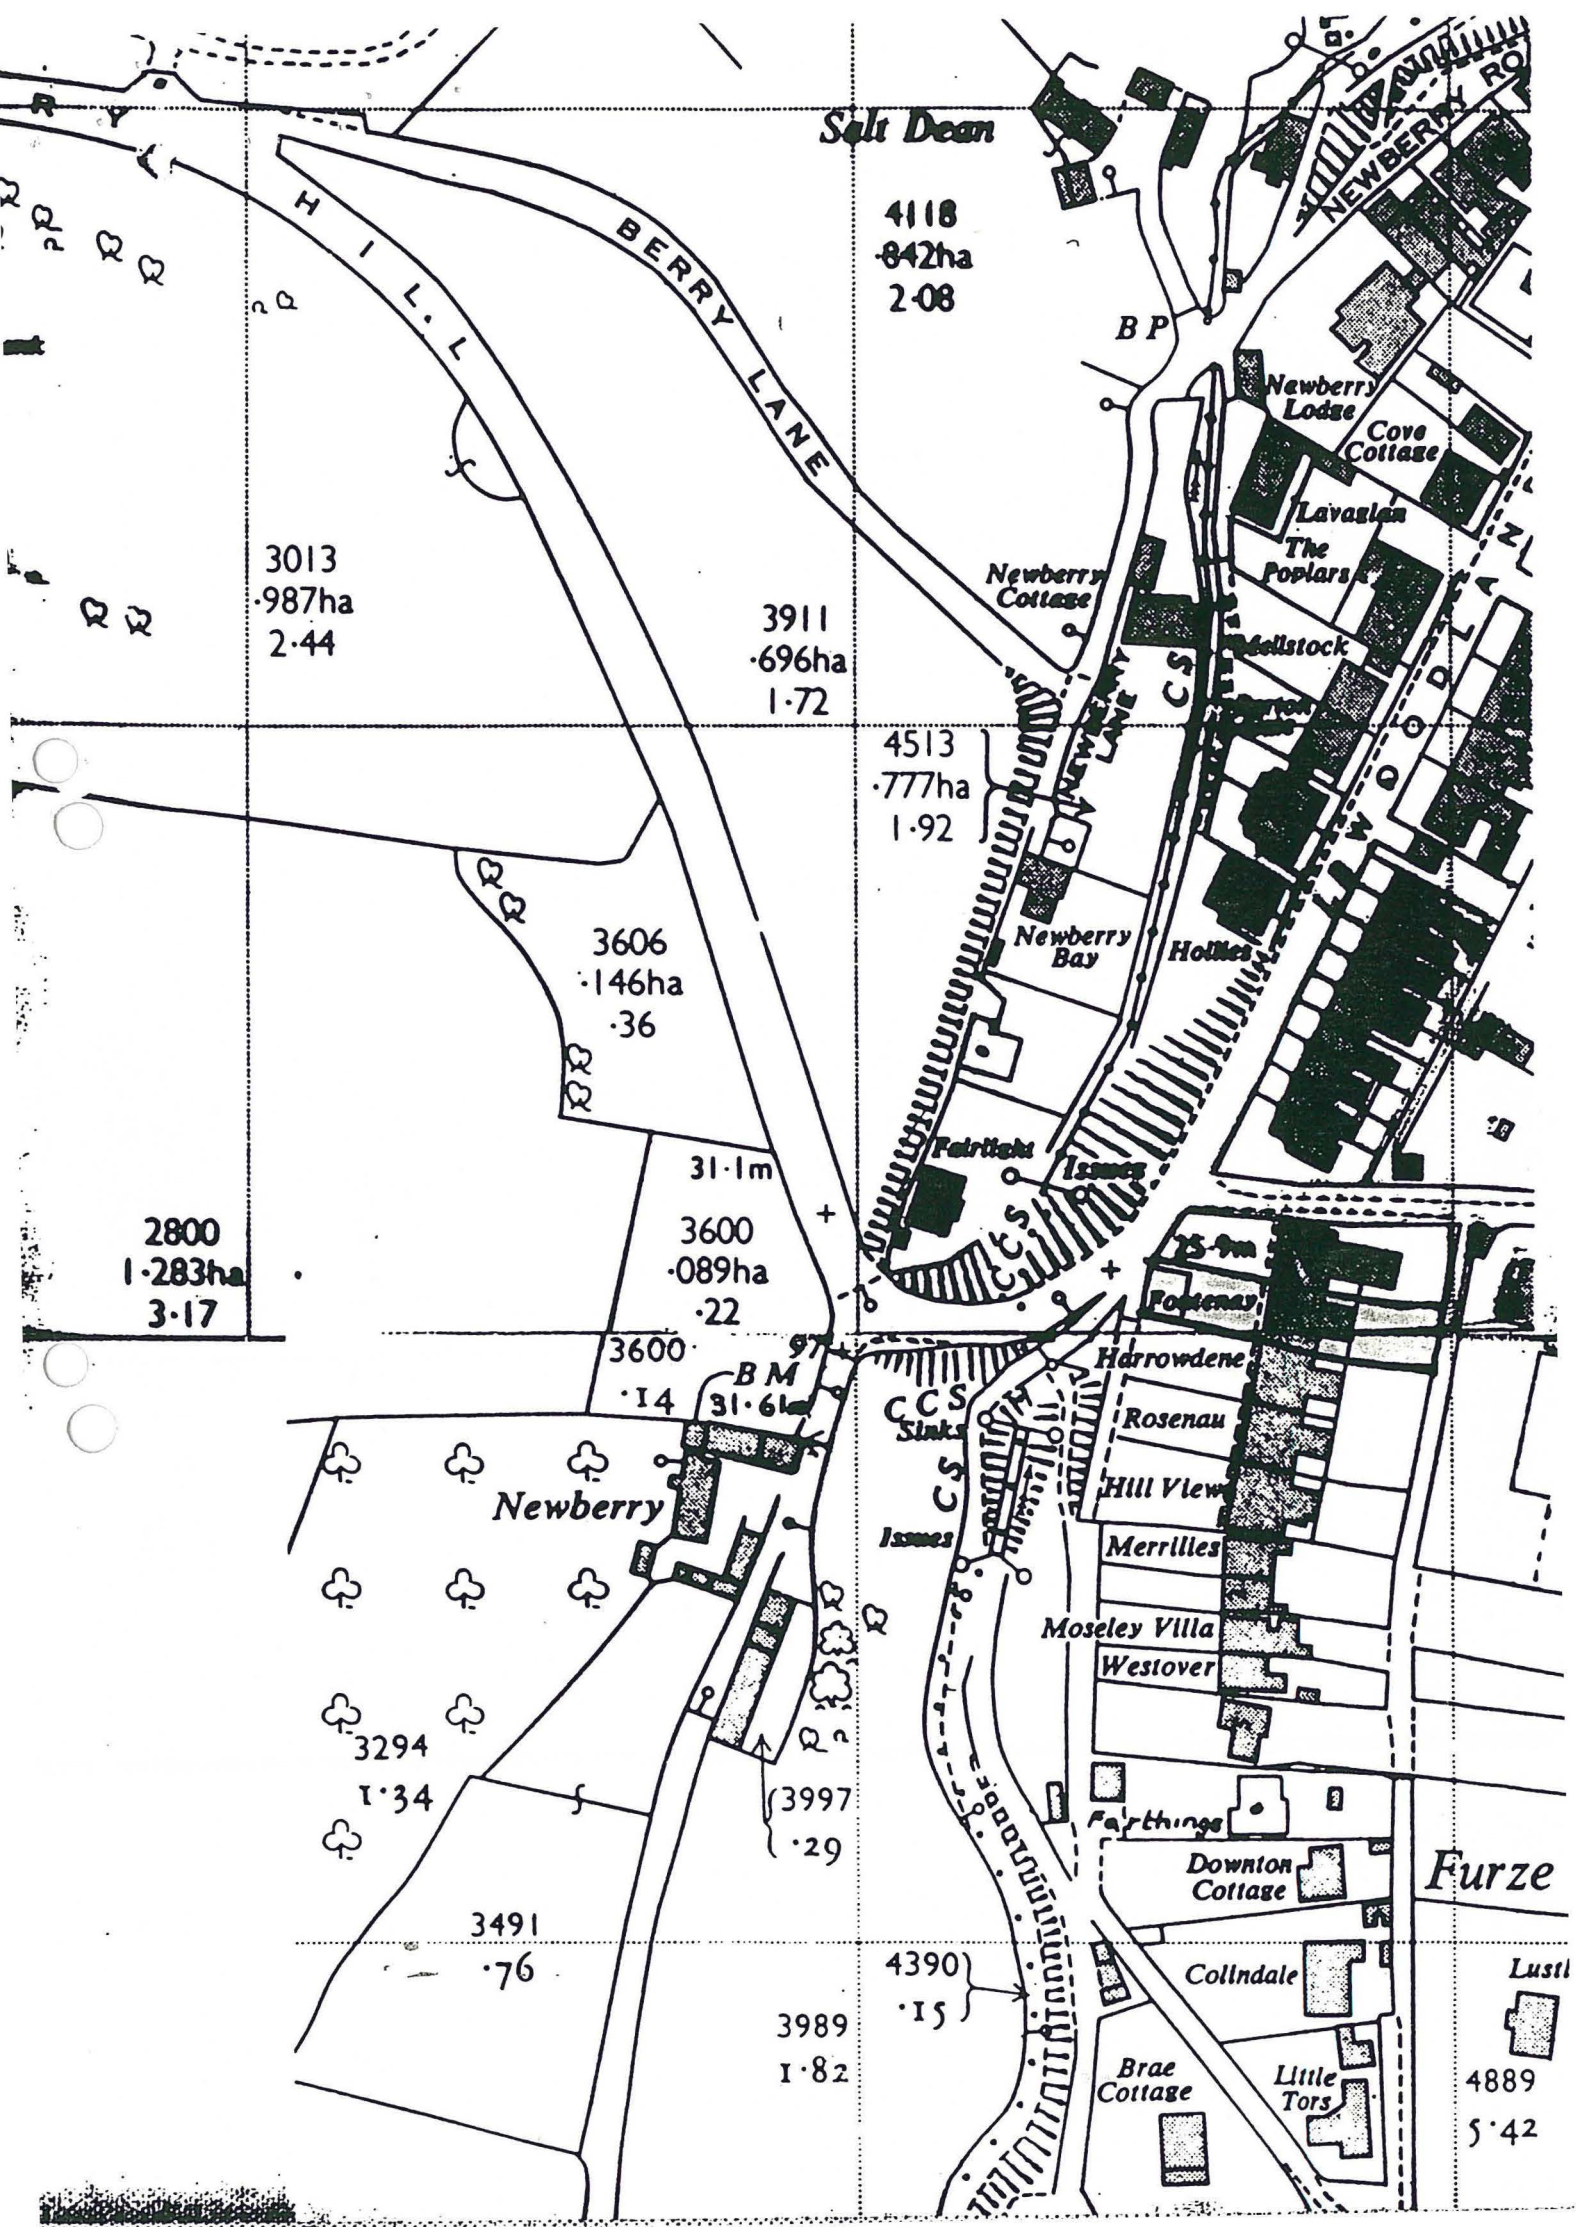 R Y
HILL
BERRY LANE
Salt Dean
4118
·842ha
2·08
NEWBERRY RO
B P
Newberry
Lodge
Cove
Cottage
Lavaglan
The
Poplars
3013
·987ha
2·44
3911
·696ha
1·72
Newberry
Cottage
Mellstock
C S
NEWBERRY
LANE
WOODLAN
4513
·777ha
1·92
3606
·146ha
·36
Newberry
Bay
Hollies
Fairlight
Issues
31·1m
2800
1·283ha
3·17
3600
·089ha
·22
C C S
25·9m
Fontenay
3600
·14
97
B M
31·61m
C C S
Sinks
H
Harrowdene
Rosenau
C S
Hill View
Newberry
Issues
Merrilles
Moseley Villa
Westover
3294
1·34
3997
·29
Farthings
Downton
Cottage
Furze
3491
·76
4390
·15
Collndale
Lustl
3989
1·82
Brae
Cottage
Little
Tors
4889
5·42